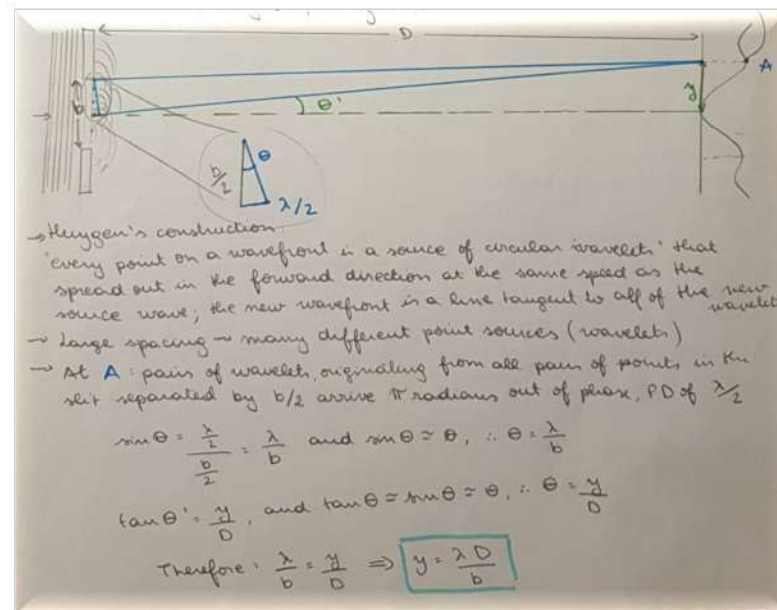 D
A
y
b
θ'
b/2
θ
λ/2
→ Huygen's construction:
'every point on a wavefront is a source of circular 'wavelets' that
spread out in the forward direction at the same speed as the
source wave; the new wavefront is a line tangent to all of the new
wavelet
→ Large spacing → many different point sources (wavelets)
→ At A: pairs of wavelets, originating from all pairs of points in the
slit separated by b/2 arrive π radians out of phase, PD of λ/2
sin θ = (λ/2)/(b/2) = λ/b and sin θ ≃ θ, ∴ θ = λ/b
tan θ' = y/D, and tan θ ≃ sin θ ≃ θ, ∴ θ = y/D
Therefore: λ/b = y/D ⇒ y = λD/b